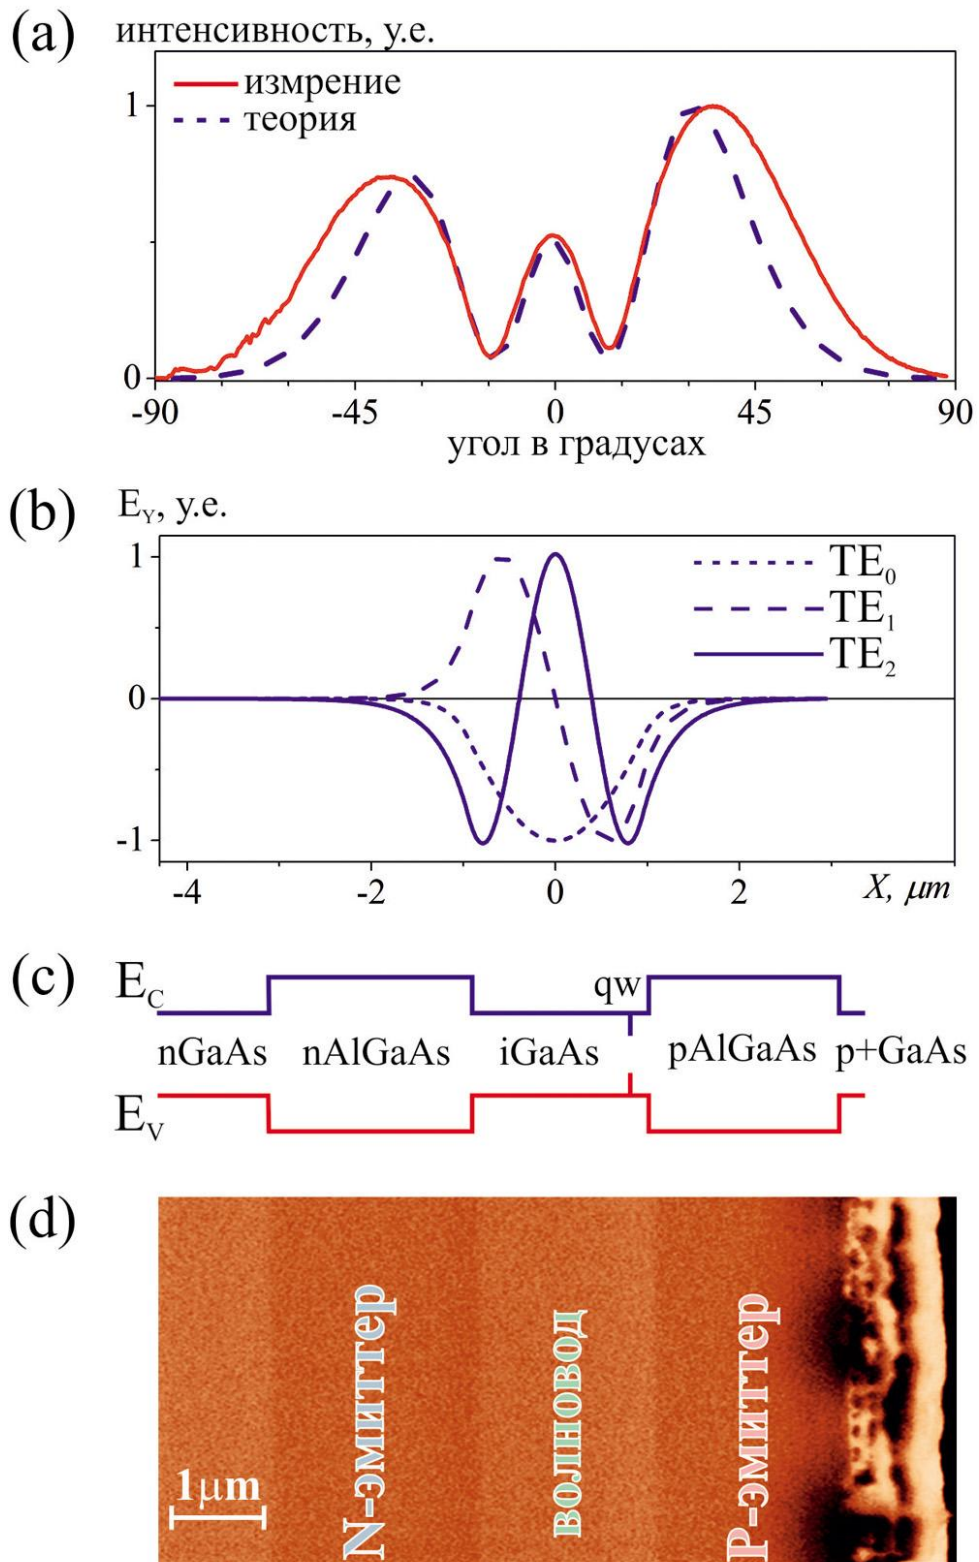 (a)
интенсивность, у.е.
измрение
теория
1
0
-90 -45 0 45 90
угол в градусах
(b)
E_Y, у.е.
TE_0
TE_1
TE_2
1
0
-1
-4 -2 0 2 X, μm
(c)
E_C
qw
nGaAs nAlGaAs iGaAs pAlGaAs p+GaAs
E_V
(d)
N-эмиттер
волновод
P-эмиттер
1μm